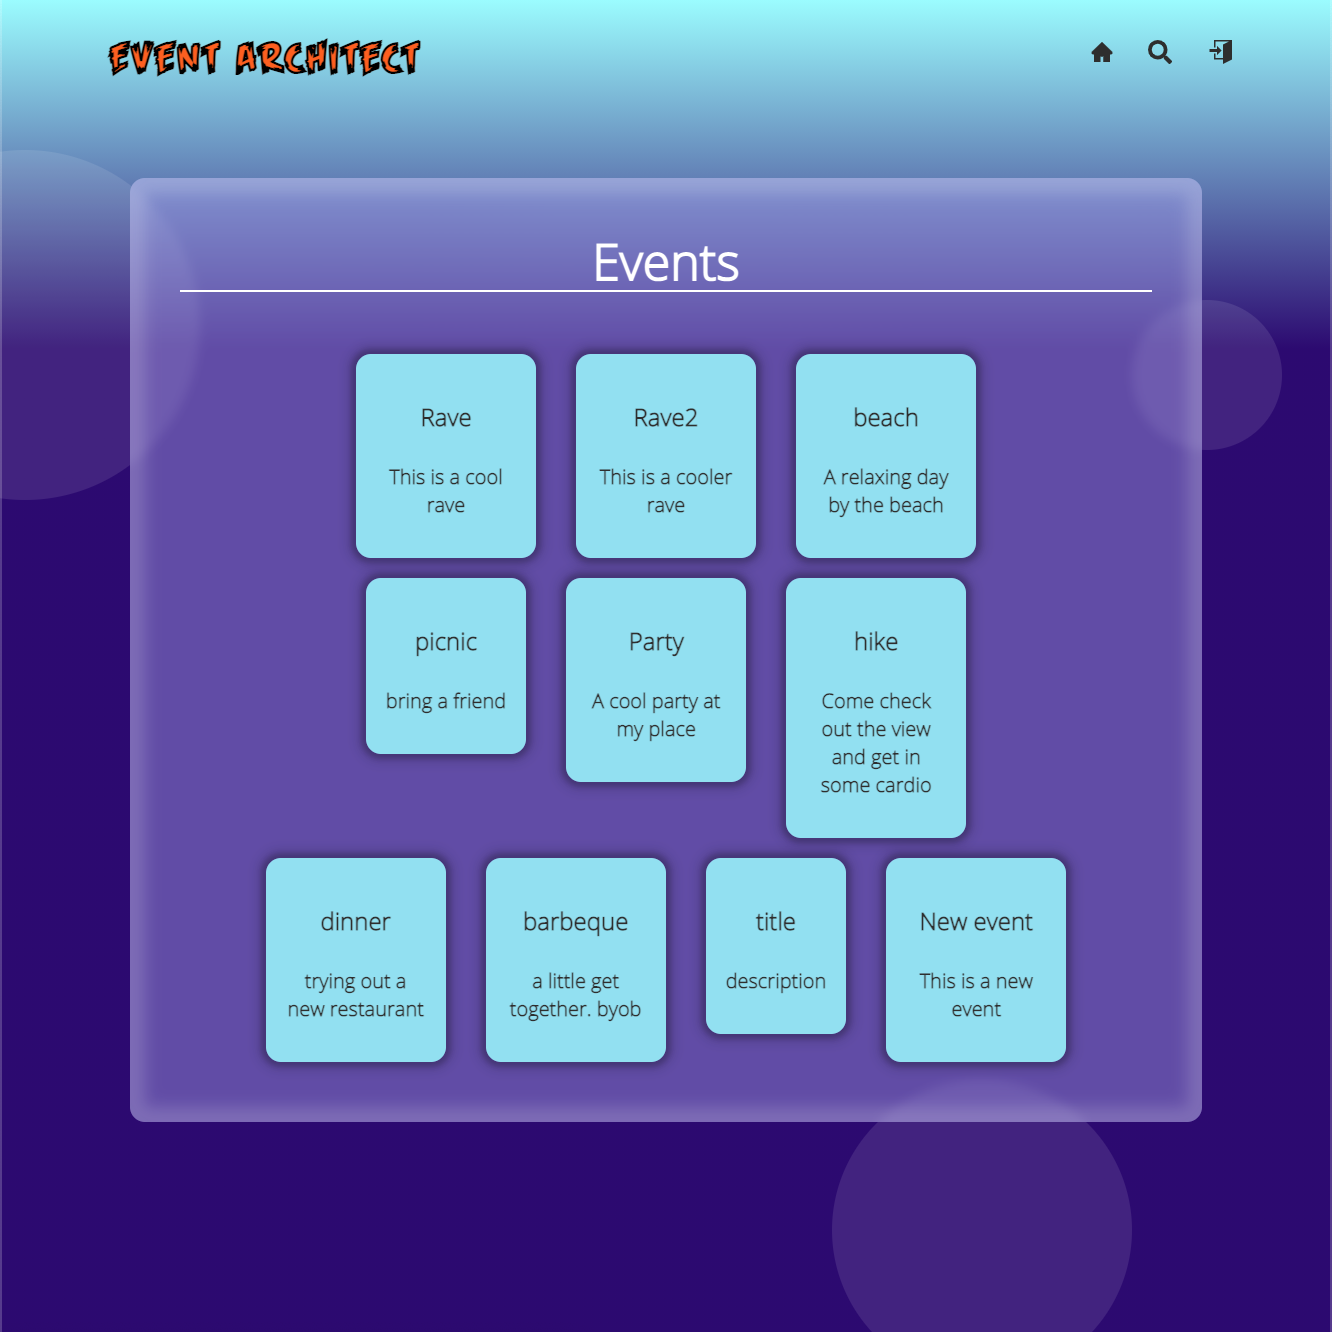 EVENT ARCHITECT
Events
Rave
This is a cool
rave
Rave2
This is a cooler
rave
beach
A relaxing day
by the beach
picnic
bring a friend
Party
A cool party at
my place
hike
Come check
out the view
and get in
some cardio
dinner
trying out a
new restaurant
barbeque
a little get
together. byob
title
description
New event
This is a new
event